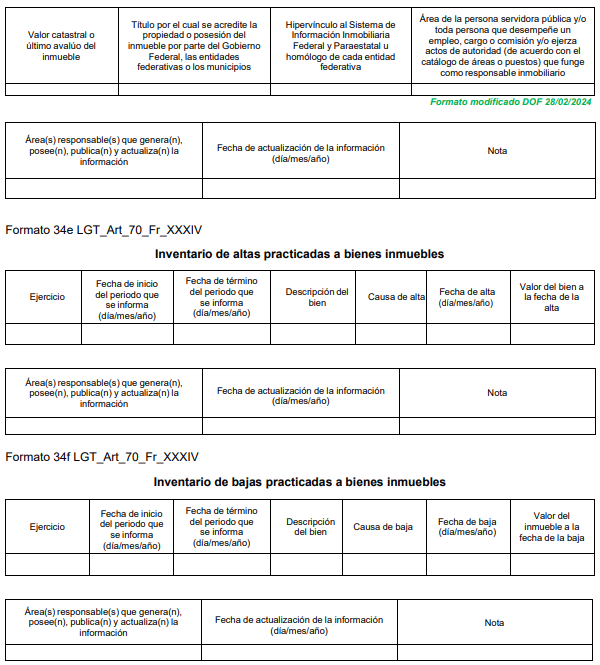 Valor catastral o
último avalúo del
inmueble
Título por el cual se acredite la
propiedad o posesión del
inmueble por parte del Gobierno
Federal, las entidades
federativas o los municipios
Hipervínculo al Sistema de
Información Inmobiliaria
Federal y Paraestatal u
homólogo de cada entidad
federativa
Área de la persona servidora pública y/o
toda persona que desempeñe un
empleo, cargo o comisión y/o ejerza
actos de autoridad (de acuerdo con el
catálogo de áreas o puestos) que funge
como responsable inmobiliario
Formato modificado DOF 28/02/2024
Área(s) responsable(s) que genera(n),
posee(n), publica(n) y actualiza(n) la
información
Fecha de actualización de la información
(día/mes/año)
Nota
Formato 34e LGT_Art_70_Fr_XXXIV
Inventario de altas practicadas a bienes inmuebles
Ejercicio
Fecha de inicio
del periodo que
se informa
(día/mes/año)
Fecha de término
del periodo que
se informa
(día/mes/año)
Descripción del
bien
Causa de alta
Fecha de alta
(día/mes/año)
Valor del bien a
la fecha de la
alta
Área(s) responsable(s) que genera(n),
posee(n), publica(n) y actualiza(n) la
información
Fecha de actualización de la información
(día/mes/año)
Nota
Formato 34f LGT_Art_70_Fr_XXXIV
Inventario de bajas practicadas a bienes inmuebles
Ejercicio
Fecha de inicio
del periodo que
se informa
(día/mes/año)
Fecha de término
del periodo que
se informa
(día/mes/año)
Descripción
del bien
Causa de baja
Fecha de baja
(día/mes/año)
Valor del
inmueble a la
fecha de la baja
Área(s) responsable(s) que genera(n),
posee(n), publica(n) y actualiza(n) la
información
Fecha de actualización de la información
(día/mes/año)
Nota